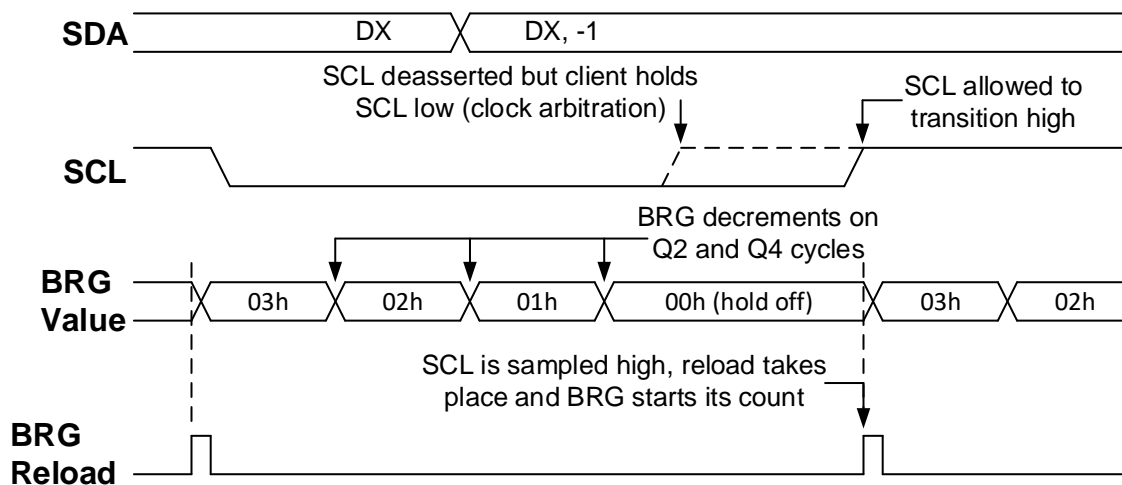 SDA
DX
DX, -1
SCL deasserted but client holds
SCL low (clock arbitration)
SCL allowed to
transition high
SCL
BRG decrements on
Q2 and Q4 cycles
BRG
Value
03h
02h
01h
00h (hold off)
03h
02h
SCL is sampled high, reload takes
place and BRG starts its count
BRG
Reload